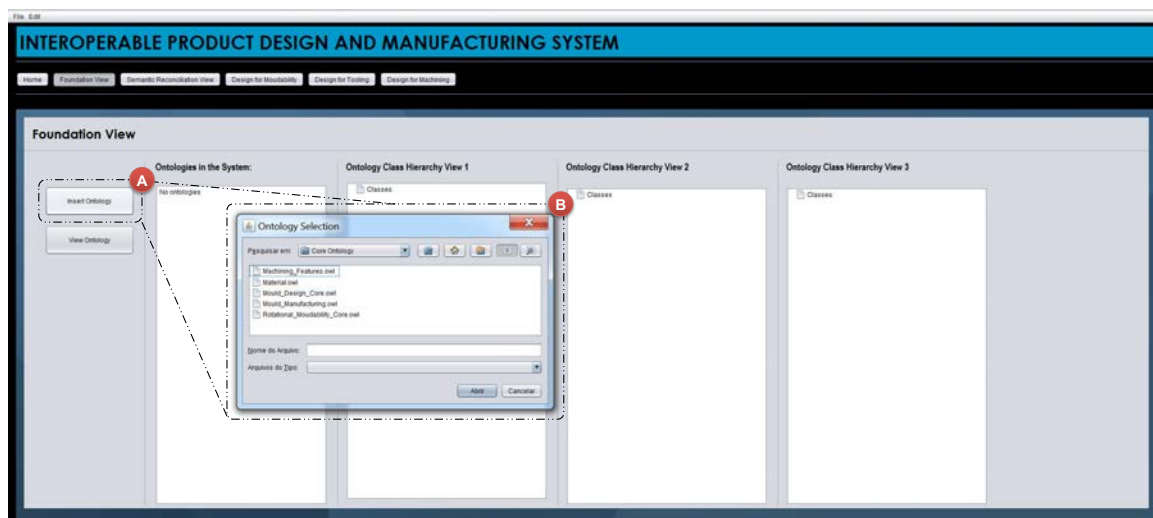 File Edit
INTEROPERABLE PRODUCT DESIGN AND MANUFACTURING SYSTEM
Home Foundation View Semantic Reconciliation View Design for Moudability Design for Tooling Design for Machining
Foundation View
Ontologies in the System: Ontology Class Hierarchy View 1 Ontology Class Hierarchy View 2 Ontology Class Hierarchy View 3
A
Insert Ontology
No ontologies
Classes
Classes
Classes
B
View Ontology
Ontology Selection
Pesquisar em: Core Ontology
Machining_Features.owl
Material.owl
Mould_Design_Core.owl
Mould_Manufacturing.owl
Rotational_Moudability_Core.owl
Nome do Arquivo:
Arquivos do Tipo:
Abrir Cancelar